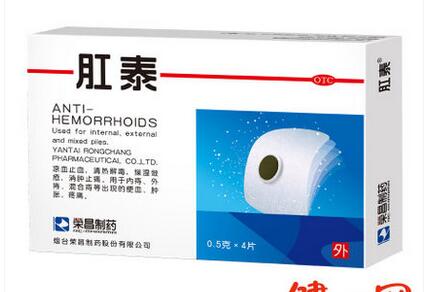 肛泰
OTC
肛泰®
ANTI-
HEMORRHOIDS
Used for internal, external
and mixed piles.
YANTAI RONGCHANG
PHARMACEUTICAL CO.,LTD.
凉血止血，清热解毒，燥湿敛
疮，消肿止痛。用于内痔、外
痔、混合痔等出现的便血、肿
胀、疼痛。
荣昌制药
烟台荣昌制药股份有限公司
0.5克×4片
外